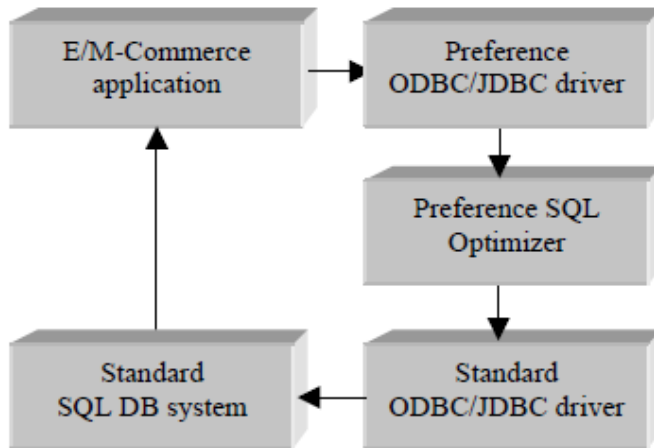 E/M-Commerce
application
Preference
ODBC/JDBC driver
Preference SQL
Optimizer
Standard
SQL DB system
Standard
ODBC/JDBC driver